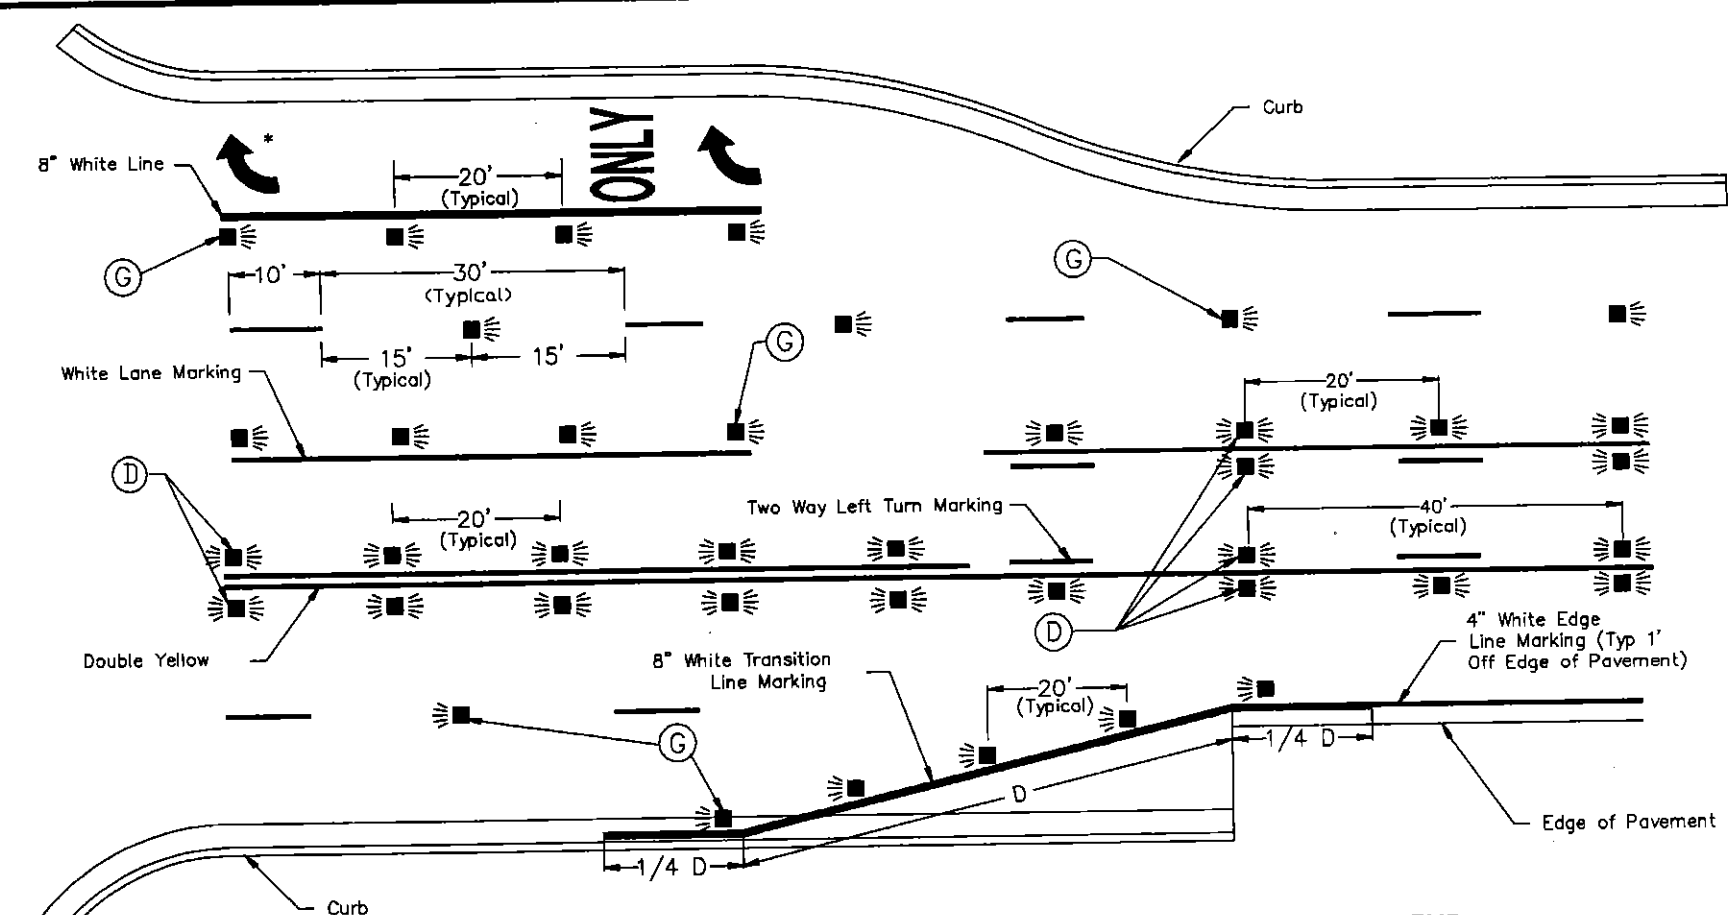 Curb
*
8" White Line
20'
(Typical)
ONLY
G
10'
30'
(Typical)
G
15'
(Typical)
15'
G
White Lane Marking
20'
(Typical)
D
20'
(Typical)
Two Way Left Turn Marking
40'
(Typical)
D
4" White Edge
Line Marking (Typ 1'
Off Edge of Pavement)
Double Yellow
8" White Transition
Line Marking
20'
(Typical)
G
1/4 D
D
Edge of Pavement
1/4 D
Curb